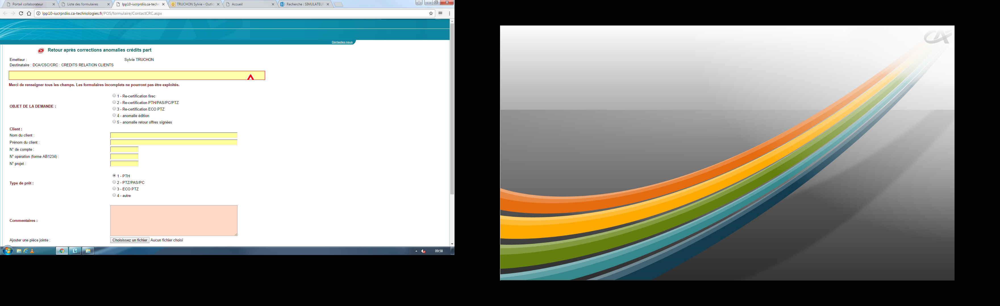 Portail collaborateur
Liste des formulaires
lpp10-iucrprdiis.ca-techn
TRUCHON Sylvie - Outlo
Accueil
Recherche : SIMULATEUR
lpp10-iucrprdiis.ca-technologies.fr/POS/formulaire/ContactCRC.aspx
Contactez-nous
Retour après corrections anomalies crédits part
Emetteur : Sylvie TRUCHON
Destinataire : DCA/CSC/CRC : CREDITS RELATION CLIENTS
Merci de renseigner tous les champs. Les formulaires incomplets ne pourront pas être exploités.
OBJET DE LA DEMANDE :
1 - Re-certification firec
2 - Re-certification PTH/PAS/PC/PTZ
3 - Re-certification ECO PTZ
4 - anomalie édition
5 - anomalie retour offres signées
Client :
Nom du client :
Prénom du client :
N° de compte :
N° opération (forme AB1234) :
N° projet :
Type de prêt :
1 - PTH
2 - PTZ/PAS/PC
3 - ECO PTZ
4 - autre
Commentaires :
Ajouter une pièce jointe : Choisissez un fichier Aucun fichier choisi
09:58